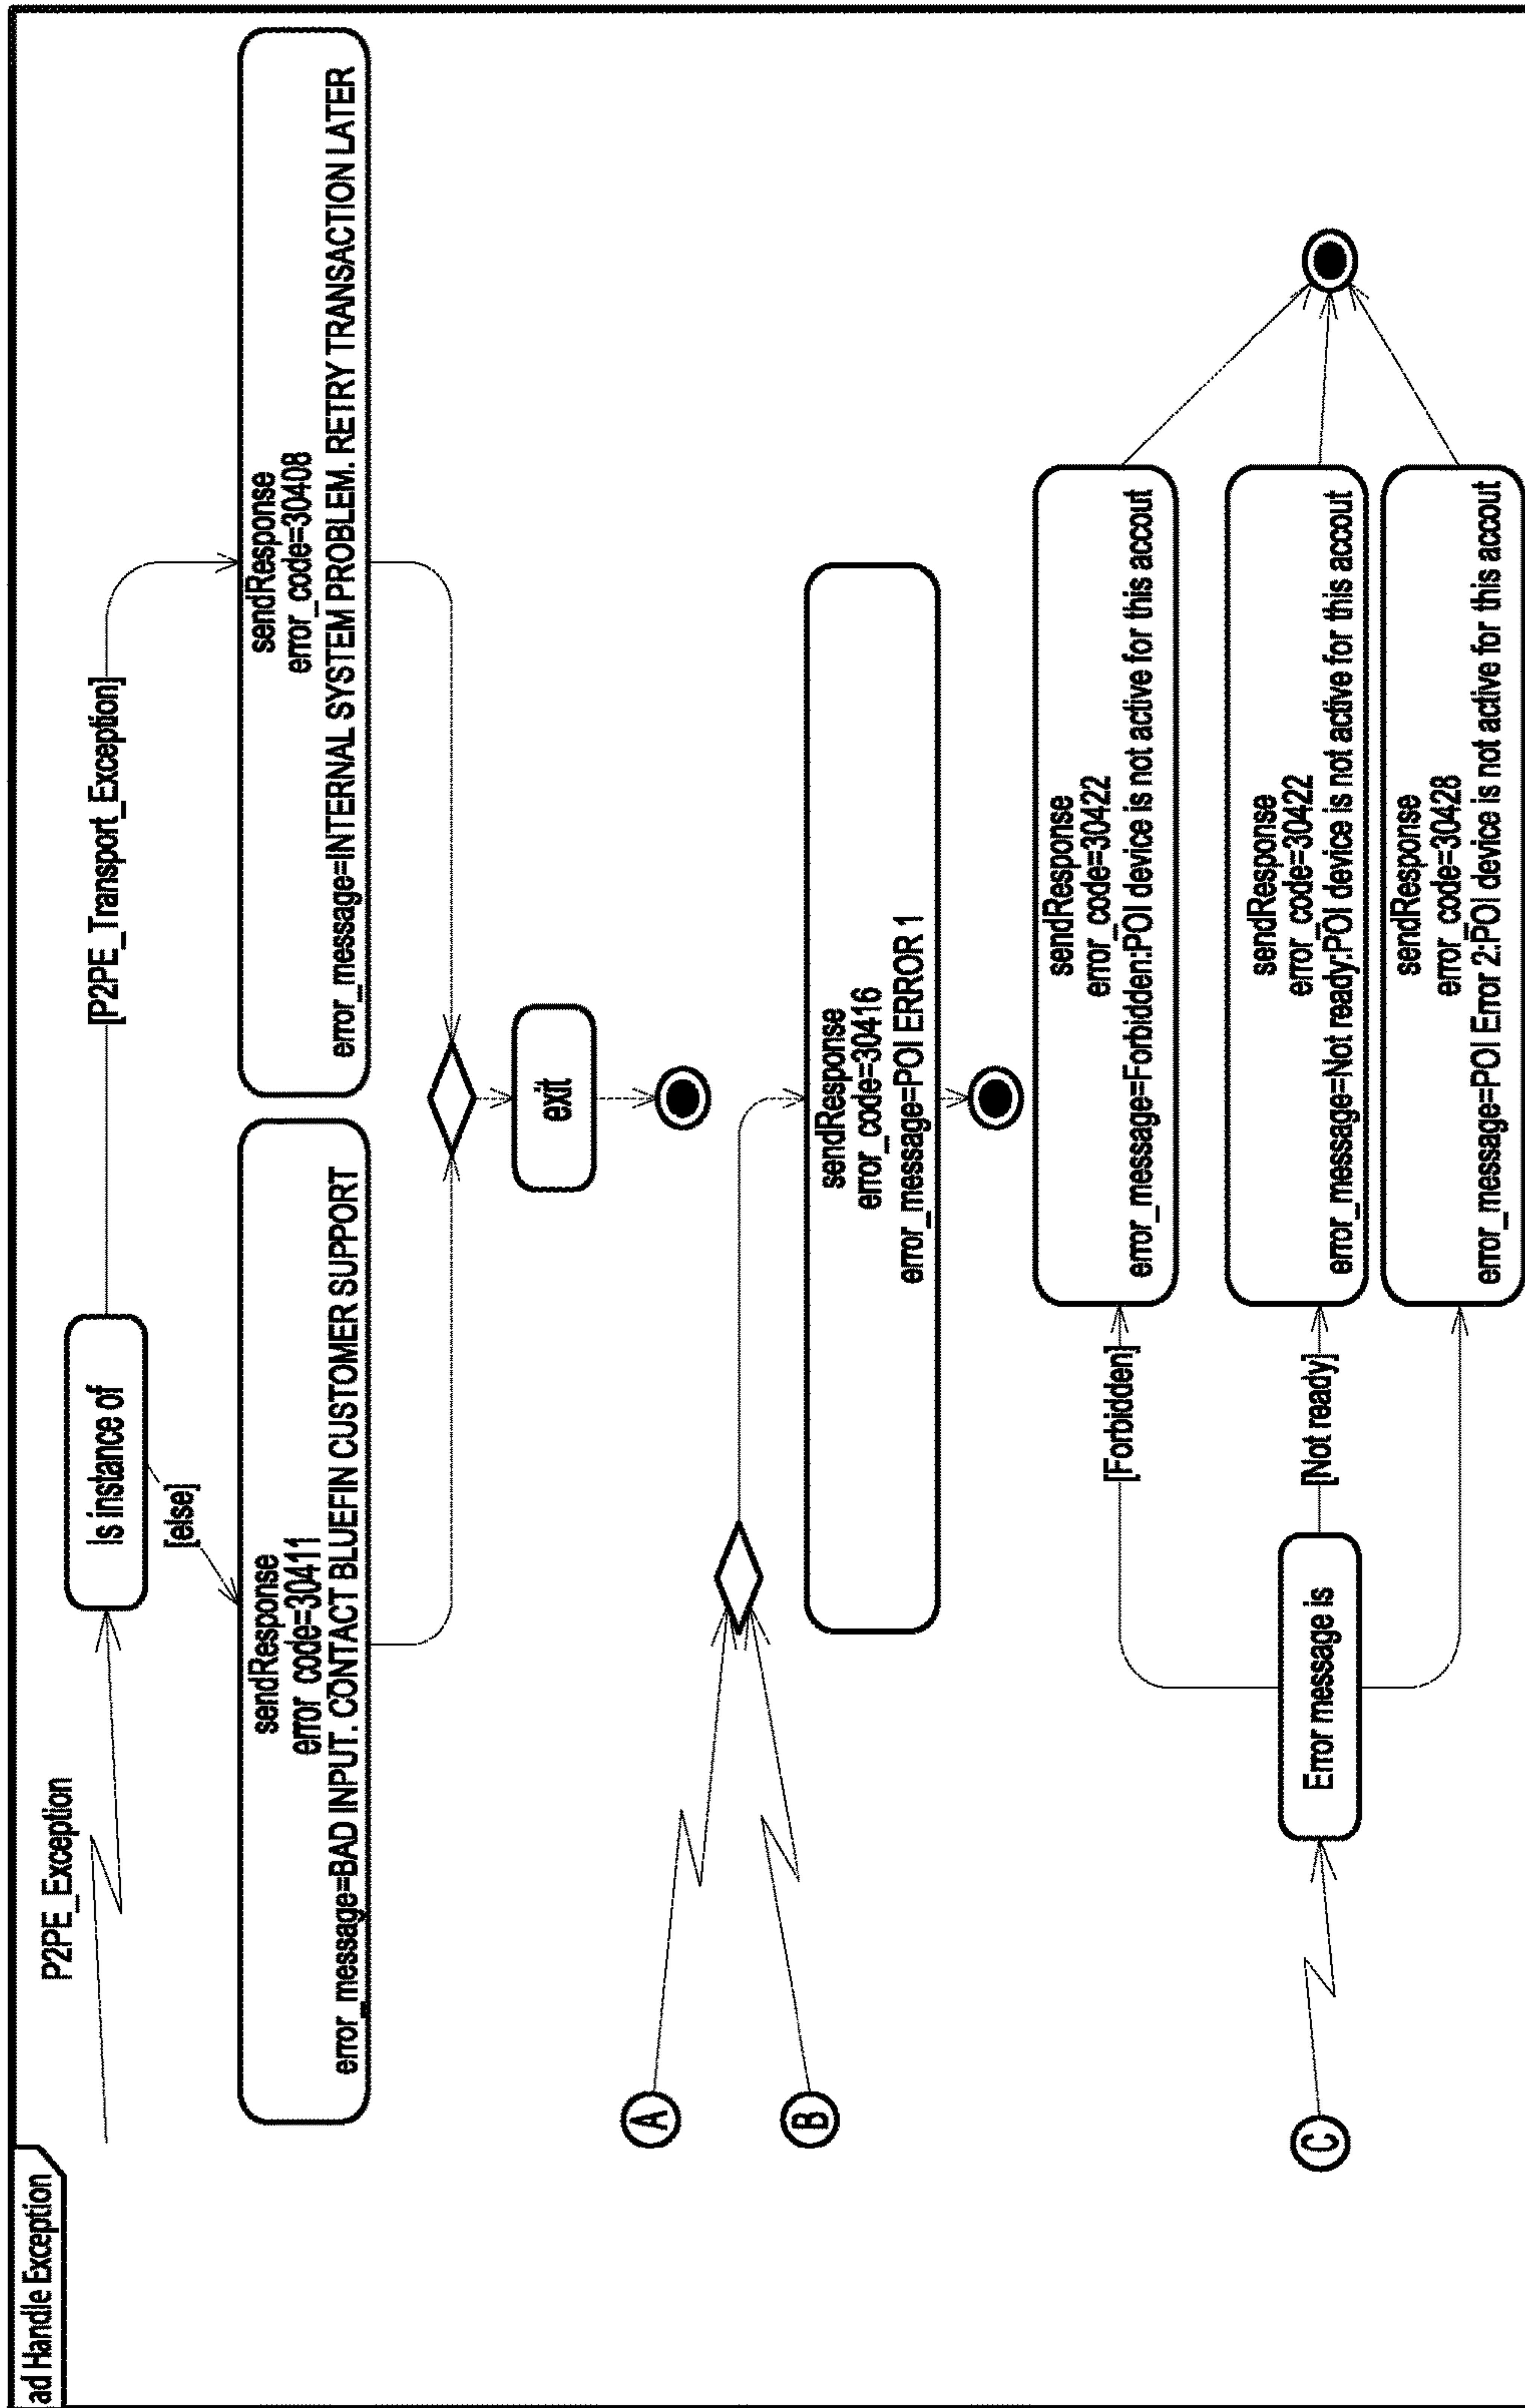 ad Handle Exception
P2PE_Exception
Is instance of
[P2PE_Transport_Exception]
[else]
sendResponse
error_code=30411
error_message=BAD INPUT. CONTACT BLUEFIN CUSTOMER SUPPORT
sendResponse
error_code=30408
error_message=INTERNAL SYSTEM PROBLEM. RETRY TRANSACTION LATER
exit
A
B
sendResponse
error_code=30416
error_message=POI ERROR 1
C
Error message is
[Forbidden]
sendResponse
error_code=30422
error_message=Forbidden:POI device is not active for this accout
[Not ready]
sendResponse
error_code=30422
error_message=Not ready:POI device is not active for this accout
sendResponse
error_code=30428
error_message=POI Error 2:POI device is not active for this accout